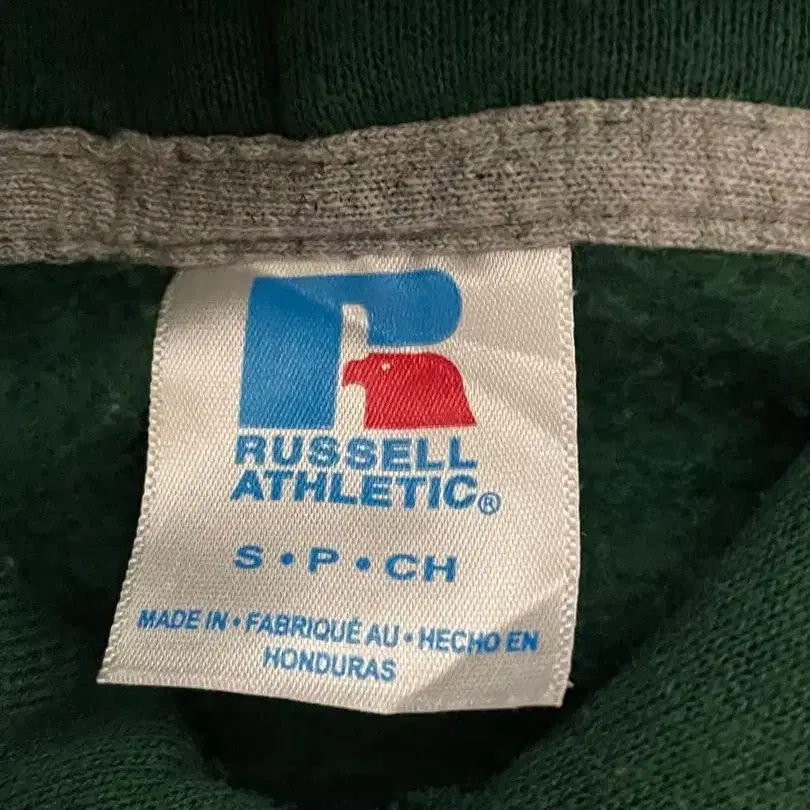 RUSSELL
ATHLETIC®
S • P • CH
MADE IN • FABRIQUÉ AU • HECHO EN
HONDURAS